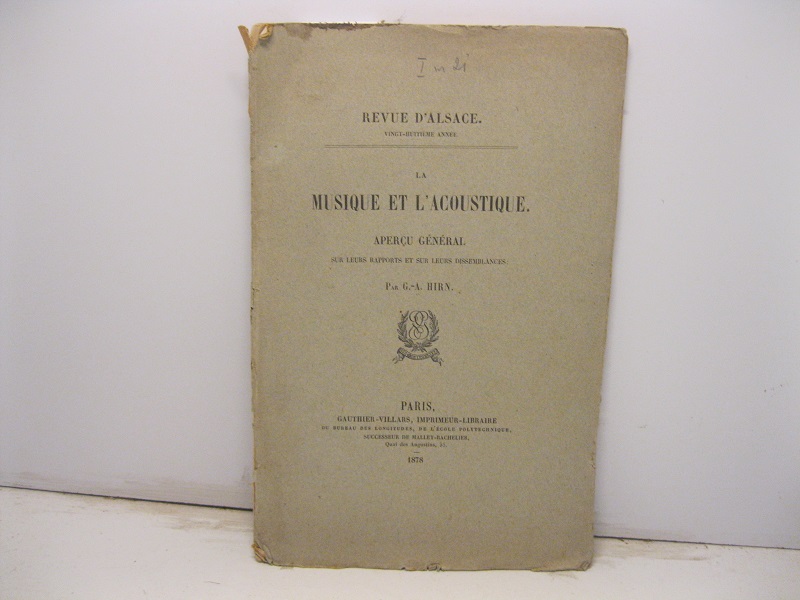 REVUE D'ALSACE.
VINGT-HUITIÈME ANNÉE
LA
MUSIQUE ET L'ACOUSTIQUE.
APERÇU GÉNÉRAL
SUR LEURS RAPPORTS ET SUR LEURS DISSEMBLANCES.
PAR G.-A. HIRN.
PARIS,
GAUTHIER-VILLARS, IMPRIMEUR-LIBRAIRE
DU BUREAU DES LONGITUDES, DE L'ÉCOLE POLYTECHNIQUE,
SUCCESSEUR DE MALLET-BACHELIER,
Quai des Augustins, 55.
1878